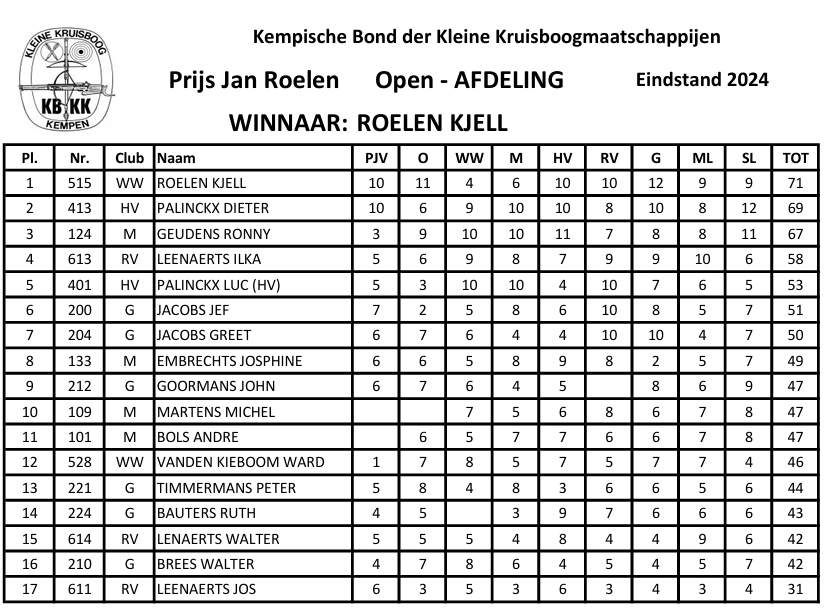 KLEINE KRUISBOOG
KB KK
KEMPEN
Kempische Bond der Kleine Kruisboogmaatschappijen
Prijs Jan Roelen Open - AFDELING Eindstand 2024
WINNAAR: ROELEN KJELL
Pl. Nr. Club Naam PJV O WW M HV RV G ML SL TOT
1 515 WW ROELEN KJELL 10 11 4 6 10 10 12 9 9 71
2 413 HV PALINCKX DIETER 10 6 9 10 10 8 10 8 12 69
3 124 M GEUDENS RONNY 3 9 10 10 11 7 8 8 11 67
4 613 RV LEENAERTS ILKA 5 6 9 8 7 9 9 10 6 58
5 401 HV PALINCKX LUC (HV) 5 3 10 10 4 10 7 6 5 53
6 200 G JACOBS JEF 7 2 5 8 6 10 8 5 7 51
7 204 G JACOBS GREET 6 7 6 4 4 10 10 4 7 50
8 133 M EMBRECHTS JOSPHINE 6 6 5 8 9 8 2 5 7 49
9 212 G GOORMANS JOHN 6 7 6 4 5 8 6 9 47
10 109 M MARTENS MICHEL 7 5 6 8 6 7 8 47
11 101 M BOLS ANDRE 6 5 7 7 6 6 7 8 47
12 528 WW VANDEN KIEBOOM WARD 1 7 8 5 7 5 7 7 4 46
13 221 G TIMMERMANS PETER 5 8 4 8 3 6 6 5 6 44
14 224 G BAUTERS RUTH 4 5 3 9 7 6 6 6 43
15 614 RV LENAERTS WALTER 5 5 5 4 8 4 4 9 6 42
16 210 G BREES WALTER 4 7 8 6 4 5 4 5 7 42
17 611 RV LEENAERTS JOS 6 3 5 3 6 3 4 3 4 31